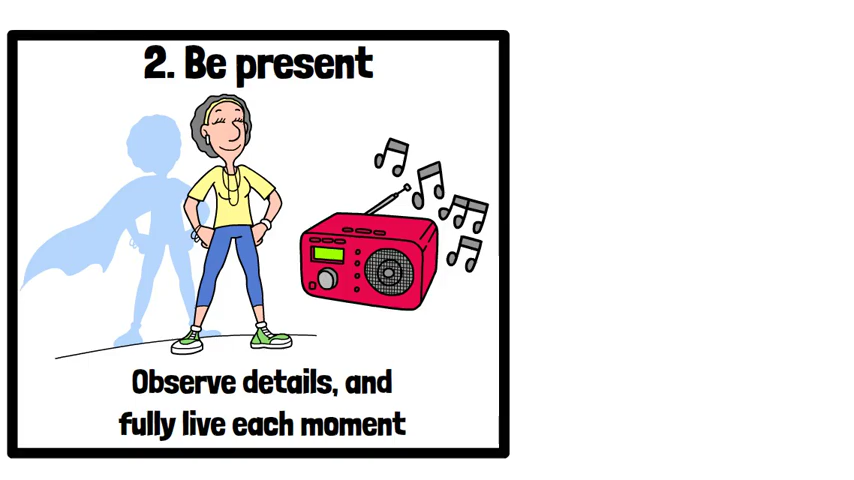 2. Be present
Observe details, and
fully live each moment